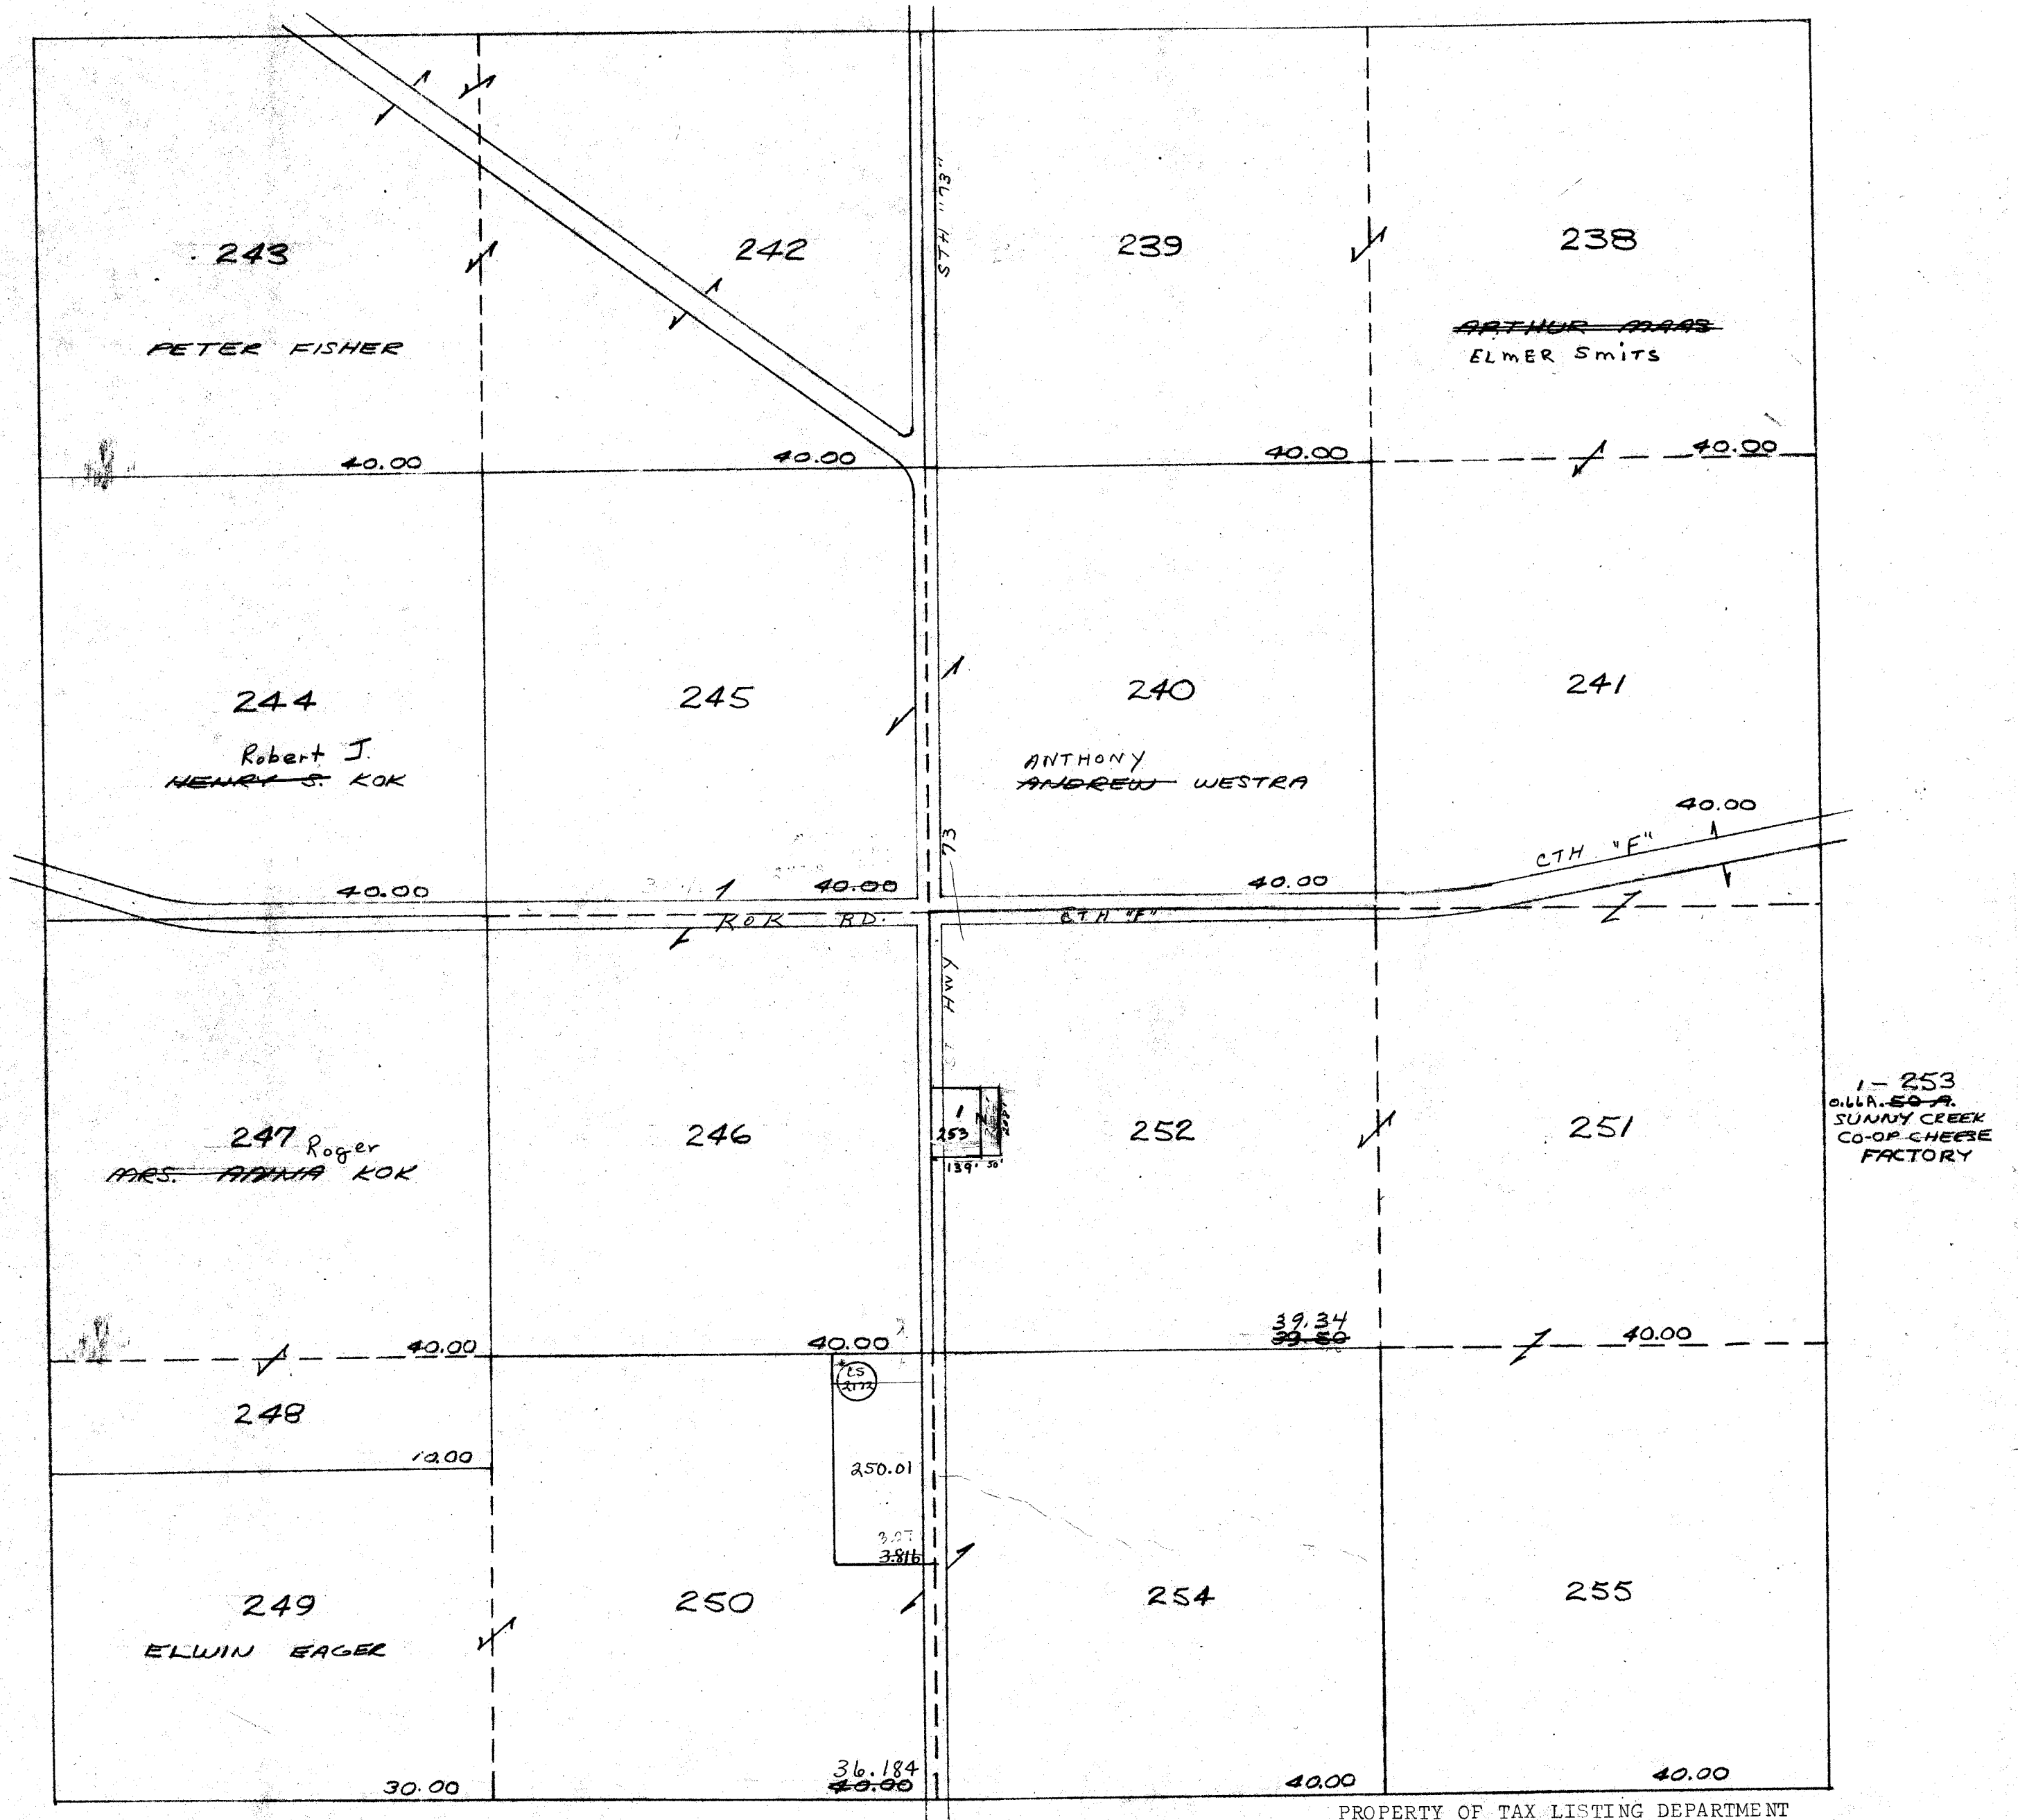 243
242
239
238
STH "73"
ARTHUR MAAS
ELMER SMITS
PETER FISHER
40.00
40.00
40.00
40.00
244
245
240
241
Robert J.
HENRY S. KOK
ANTHONY
ANDREW WESTRA
40.00
73
CTH "F"
40.00
40.00
40.00
KOK RD.
CTH "F"
HWY
1 - 253
0.66A. 50 A.
SUNNY CREEK
CO-OP CHEESE
FACTORY
247
Roger
MRS. ANNA KOK
246
1
253
139' 50'
252
251
40.00
40.00
39.34
39.50
40.00
LS
2172
248
10.00
250.01
3.27
3.816
249
ELWIN EAGER
250
254
255
30.00
36.184
40.00
40.00
40.00
PROPERTY OF TAX LISTING DEPARTMENT